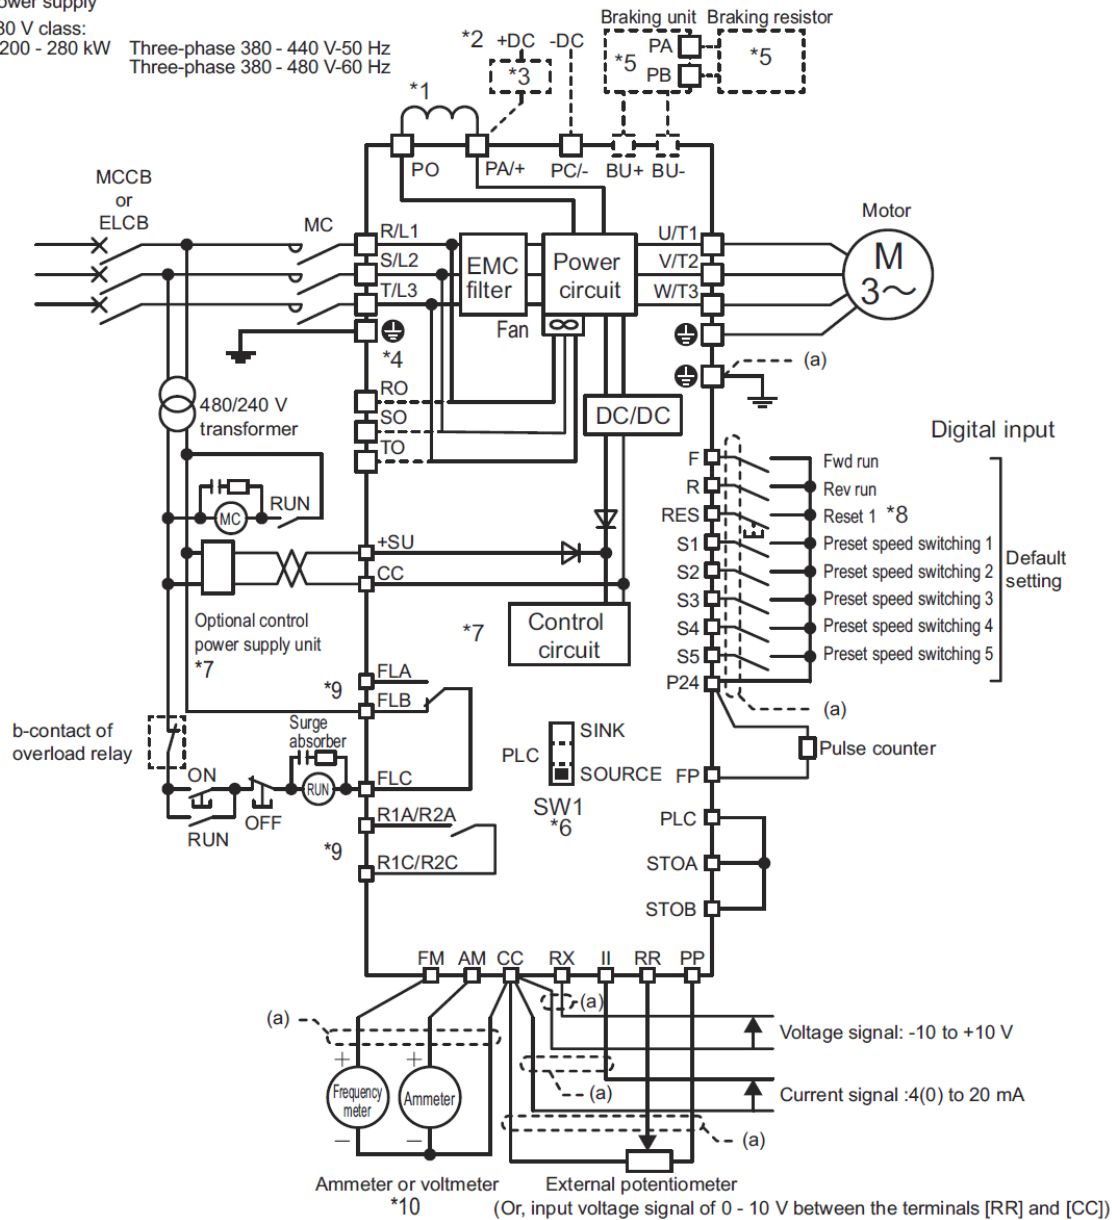 ower supply
80 V class:
200 - 280 kW Three-phase 380 - 440 V-50 Hz
Three-phase 380 - 480 V-60 Hz
*1
*2 +DC -DC
*3
Braking unit Braking resistor
PA
*5 *5
PB
PO PA/+ PC/- BU+ BU-
MCCB
or
ELCB
MC
R/L1
S/L2
T/L3
EMC
filter
Power
circuit
Fan
U/T1
V/T2
W/T3
Motor
M
3～
*4
(a)
RO
SO
TO
480/240 V
transformer
DC/DC
MC
RUN
+SU
CC
Optional control
power supply unit
*7
*7
Control
circuit
Digital input
F Fwd run
R Rev run
RES Reset 1 *8
S1 Preset speed switching 1
S2 Preset speed switching 2
S3 Preset speed switching 3
S4 Preset speed switching 4
S5 Preset speed switching 5
P24
Default
setting
(a)
*9
FLA
FLB
FLC
b-contact of
overload relay
Surge
absorber
ON
RUN
OFF
RUN
R1A/R2A
*9
R1C/R2C
PLC
SINK
SOURCE
SW1
*6
Pulse counter
FP
PLC
STOA
STOB
FM AM CC RX II RR PP
(a)
(a)
(a)
(a)
Voltage signal: -10 to +10 V
Current signal :4(0) to 20 mA
+ +
Frequency
meter
Ammeter
− −
Ammeter or voltmeter
*10
External potentiometer
(Or, input voltage signal of 0 - 10 V between the terminals [RR] and [CC])